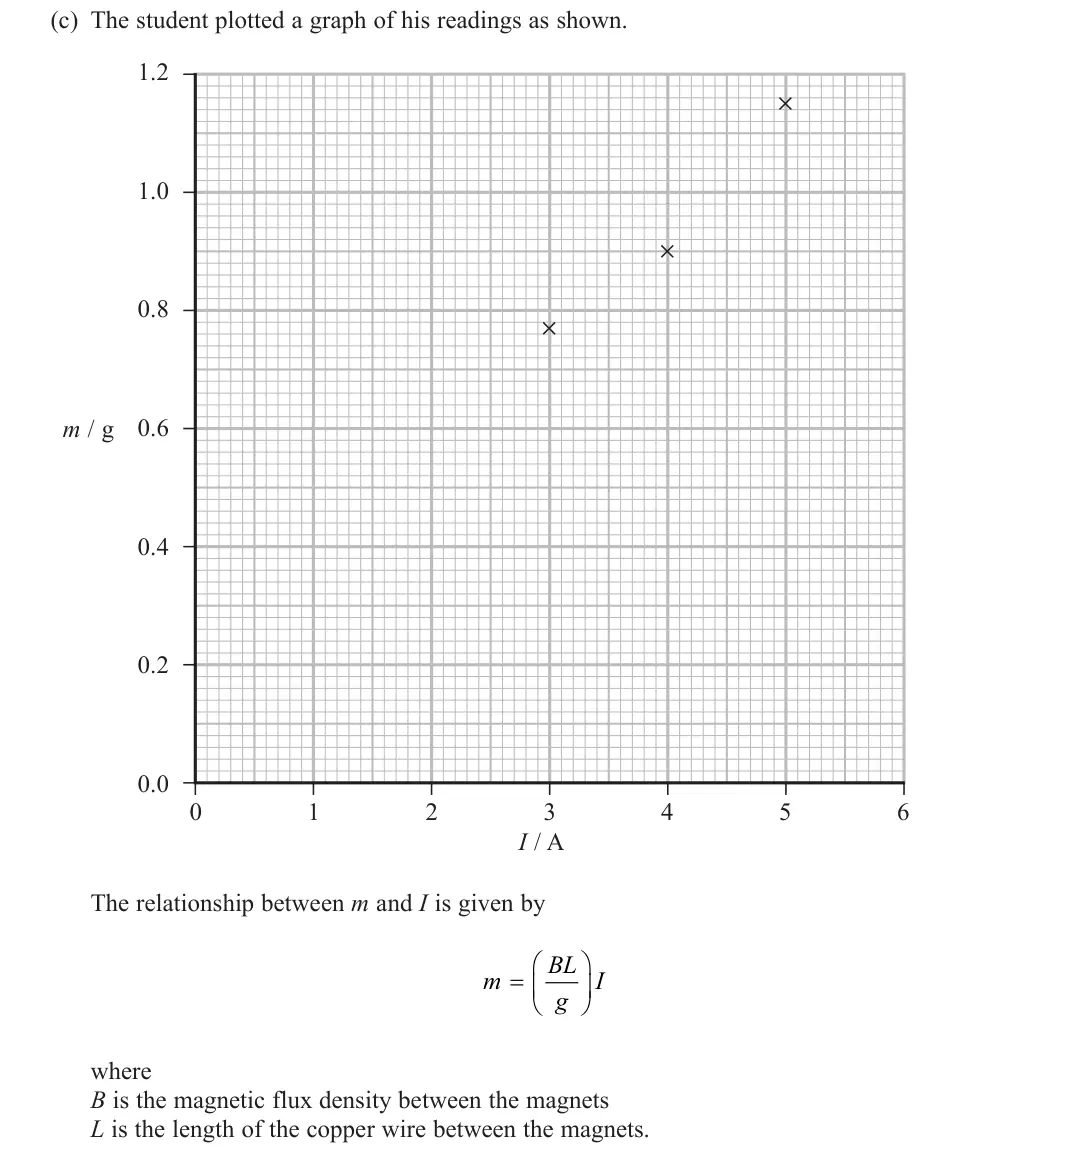 (c) The student plotted a graph of his readings as shown.
1.2
1.0
0.8
m / g 0.6
0.4
0.2
0.0
0 1 2 3 4 5 6
I / A
The relationship between m and I is given by
m = (BL/g) I
where
B is the magnetic flux density between the magnets
L is the length of the copper wire between the magnets.